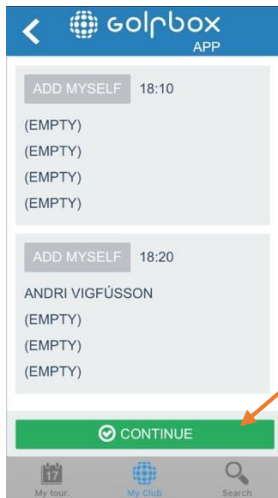 GOLFBOX
APP
ADD MYSELF 18:10
(EMPTY)
(EMPTY)
(EMPTY)
(EMPTY)
ADD MYSELF 18:20
ANDRI VIGFÚSSON
(EMPTY)
(EMPTY)
(EMPTY)
CONTINUE
17
My tour. My Club Search